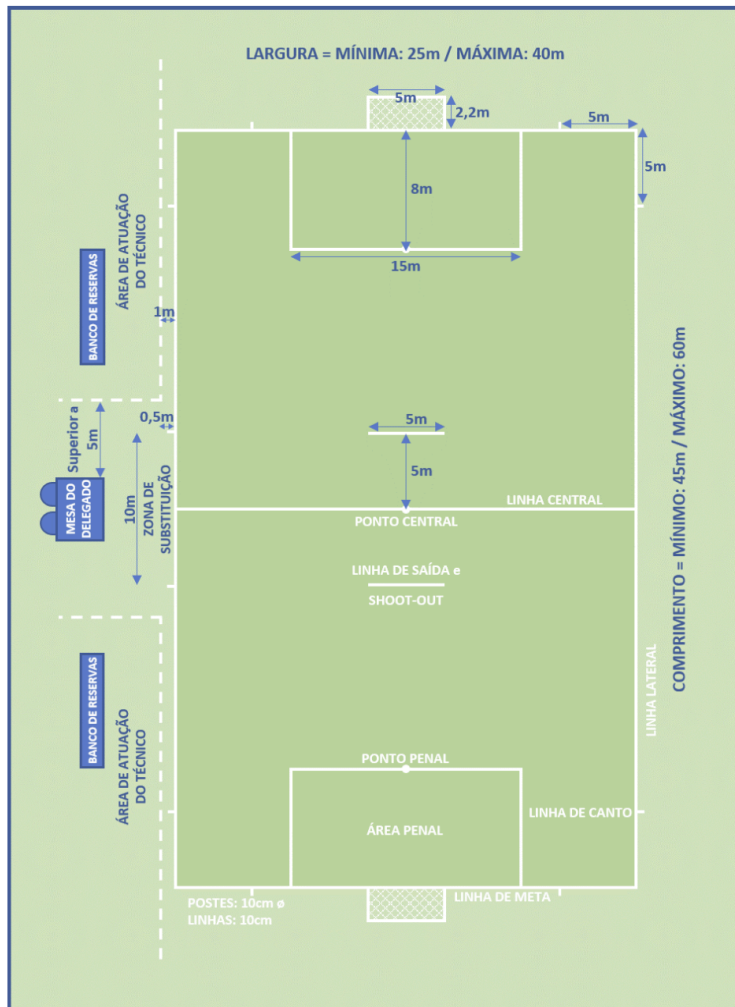 LARGURA = MÍNIMA: 25m / MÁXIMA: 40m
5m
2,2m
5m
5m
8m
15m
ÁREA DE ATUAÇÃO
DO TÉCNICO
BANCO DE RESERVAS
1m
0,5m
5m
5m
Superior a
5m
10m
ZONA DE
SUBSTITUIÇÃO
MESA DO
DELEGADO
LINHA CENTRAL
PONTO CENTRAL
LINHA DE SAÍDA e
SHOOT-OUT
COMPRIMENTO = MÍNIMO: 45m / MÁXIMO: 60m
LINHA LATERAL
BANCO DE RESERVAS
ÁREA DE ATUAÇÃO
DO TÉCNICO
PONTO PENAL
ÁREA PENAL
LINHA DE CANTO
POSTES: 10cm ø
LINHAS: 10cm
LINHA DE META